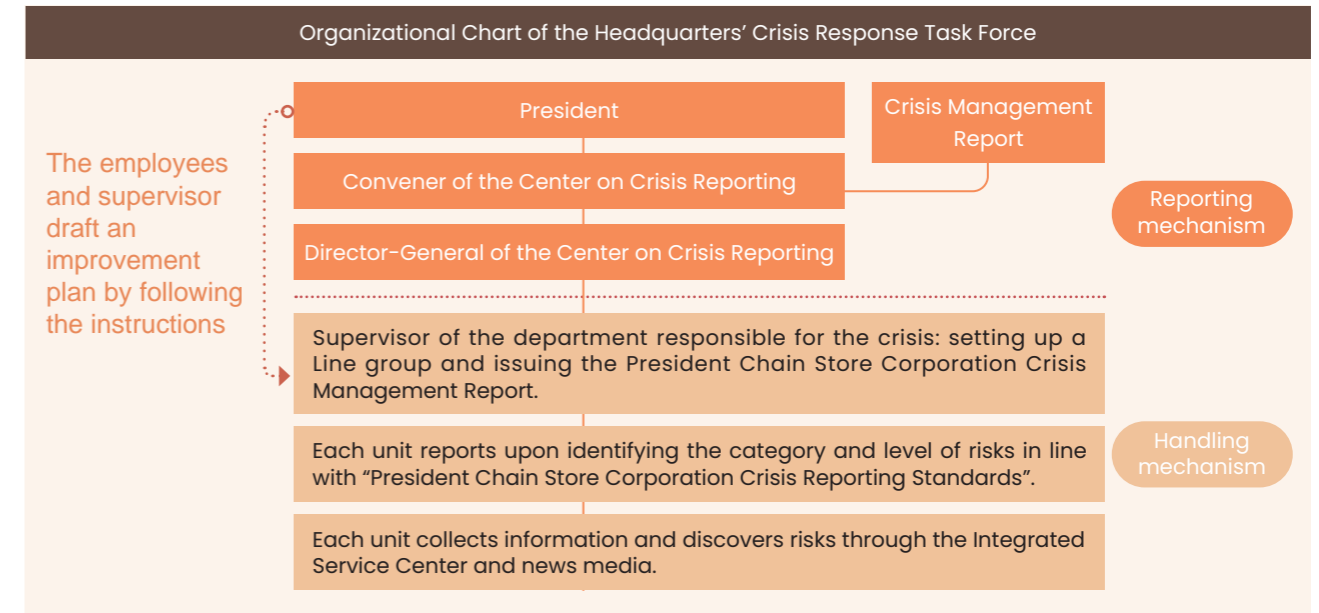 Organizational Chart of the Headquarters’ Crisis Response Task Force
President
Crisis Management
Report
The employees
and supervisor
draft an
improvement
plan by following
the instructions
Convener of the Center on Crisis Reporting
Reporting
mechanism
Director-General of the Center on Crisis Reporting
Supervisor of the department responsible for the crisis: setting up a
Line group and issuing the President Chain Store Corporation Crisis
Management Report.
Each unit reports upon identifying the category and level of risks in line
with “President Chain Store Corporation Crisis Reporting Standards”.
Handling
mechanism
Each unit collects information and discovers risks through the Integrated
Service Center and news media.